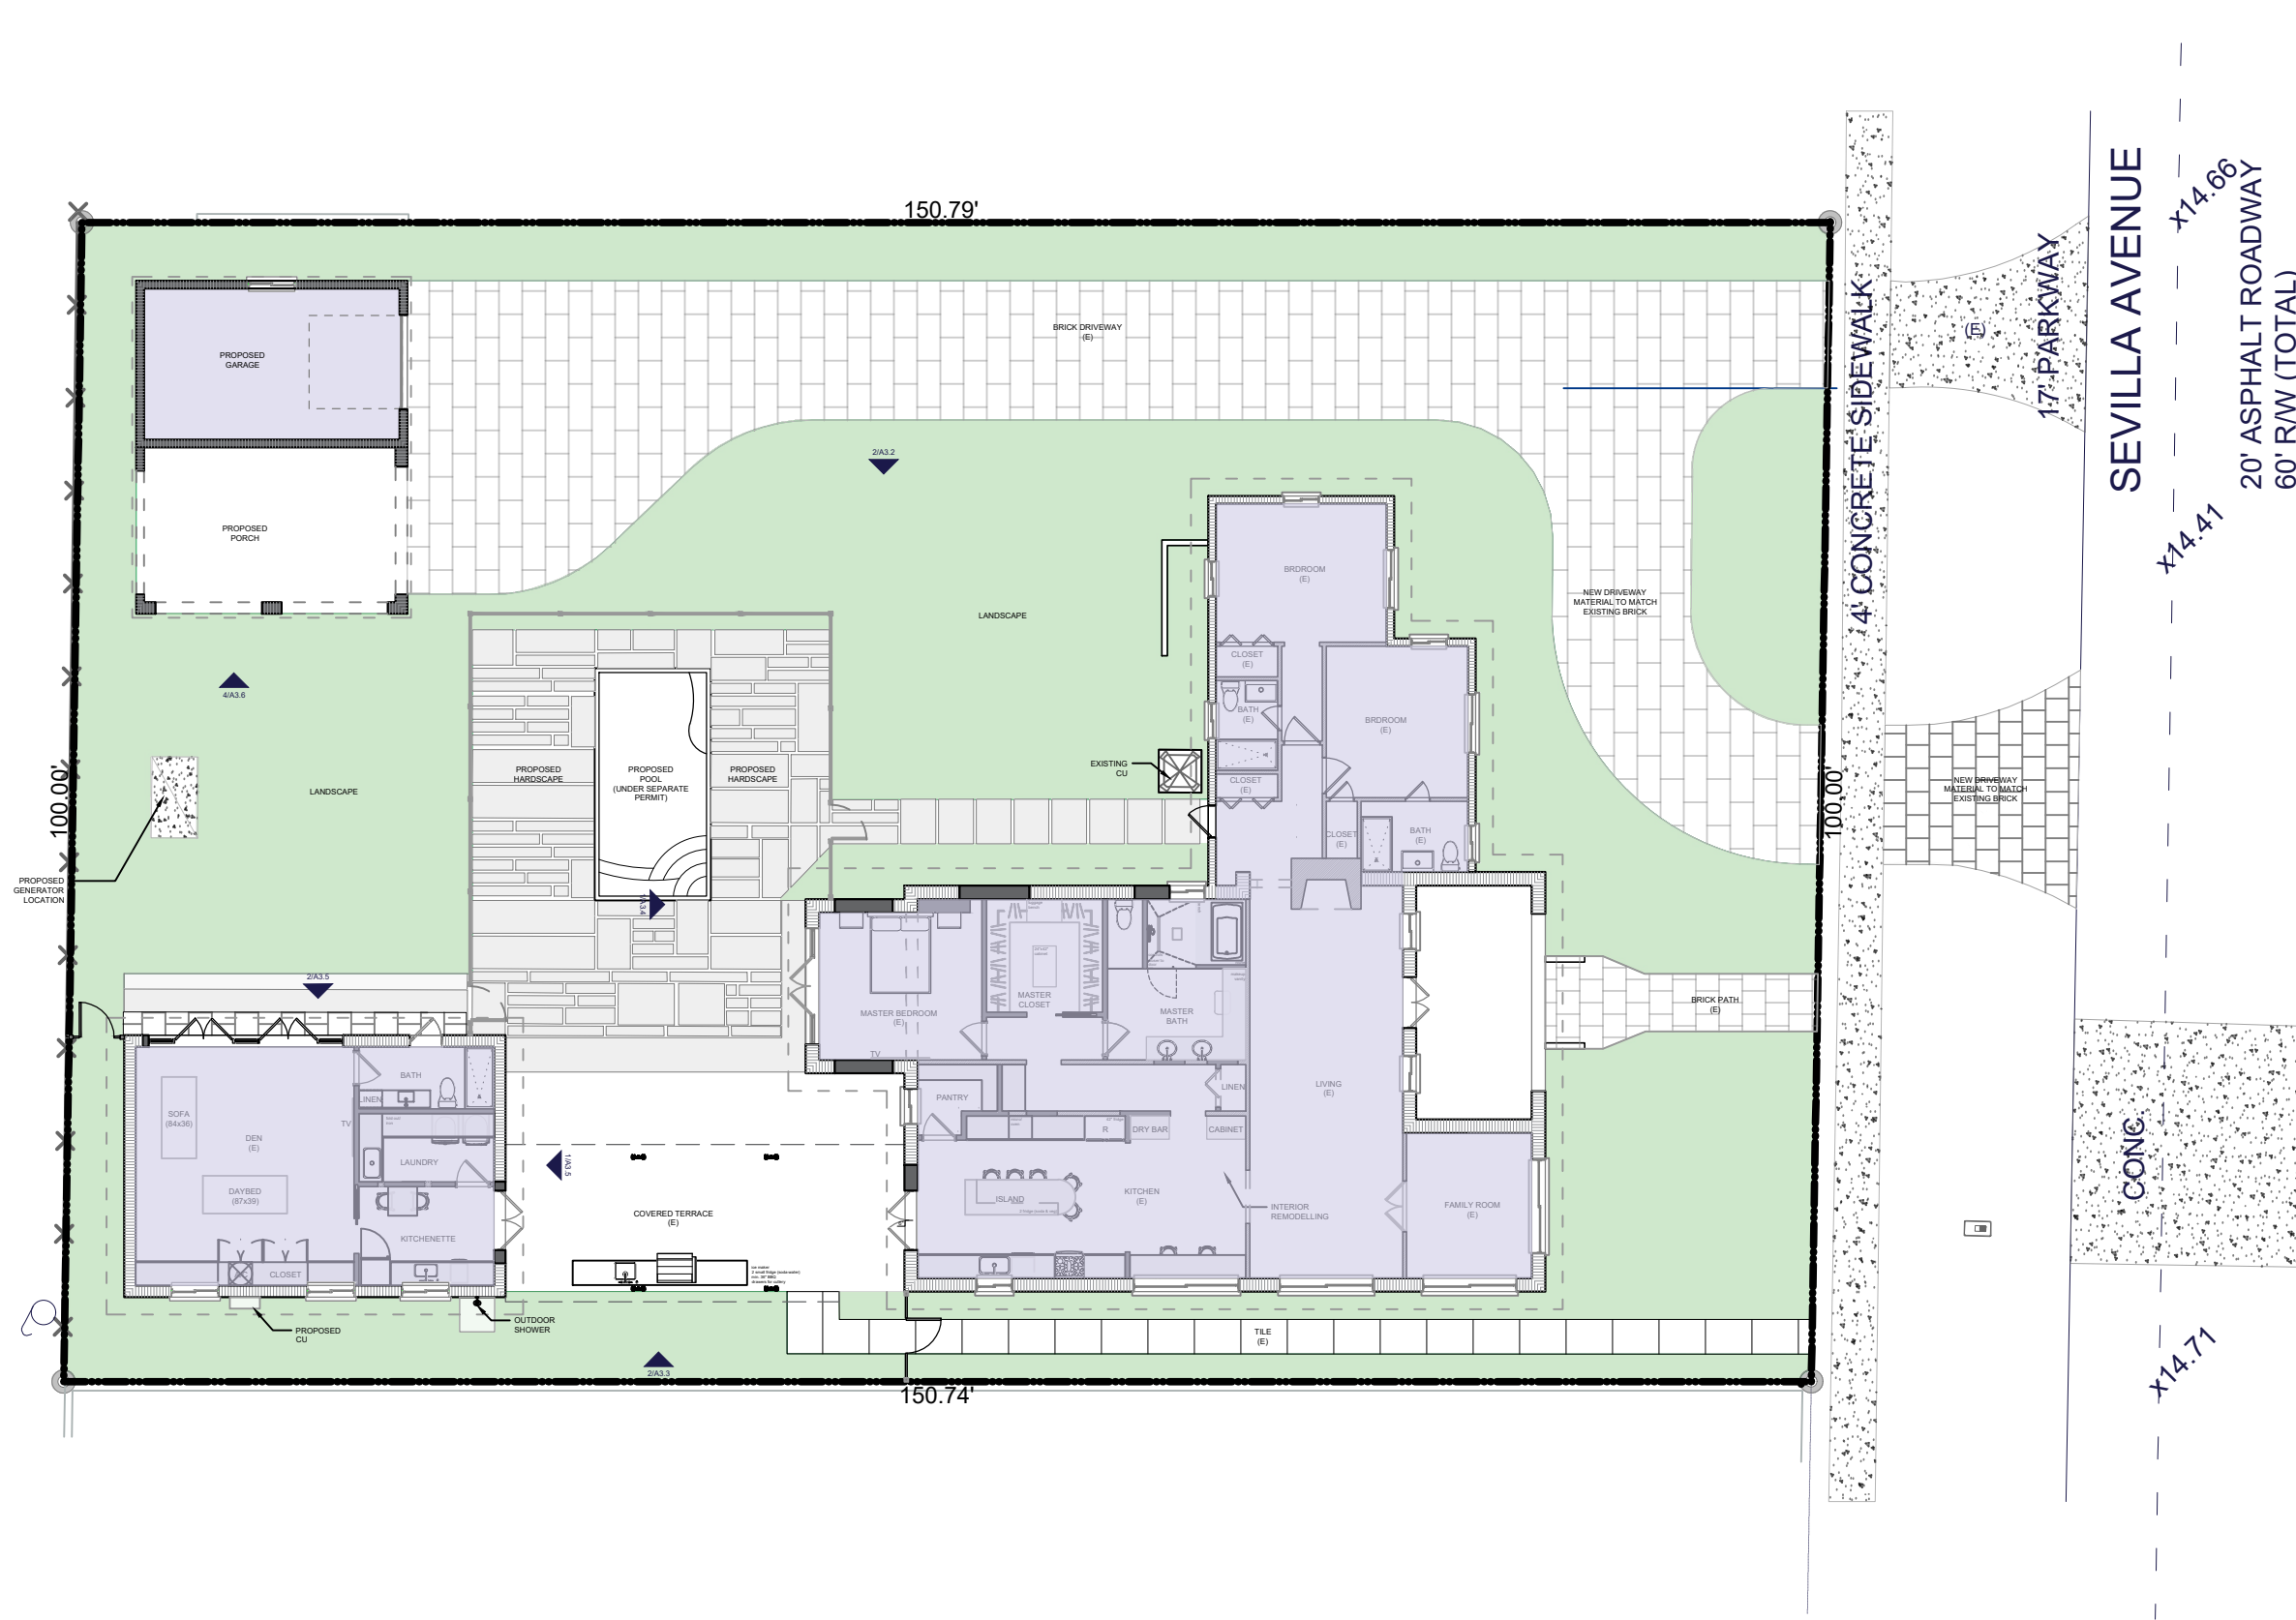 150.79'
SEVILLA AVENUE
x14.66
20' ASPHALT ROADWAY
60' R/W (TOTAL)
17' PARKWAY
4' CONCRETE SIDEWALK
(E)
BRICK DRIVEWAY
(E)
PROPOSED
GARAGE
2/A3.2
PROPOSED
PORCH
x14.41
BRDROOM
(E)
NEW DRIVEWAY
MATERIAL TO MATCH
EXISTING BRICK
LANDSCAPE
CLOSET
(E)
4/A3.6
BATH
(E)
BRDROOM
(E)
EXISTING
CU
PROPOSED
HARDSCAPE
PROPOSED
POOL
(UNDER SEPARATE
PERMIT)
PROPOSED
HARDSCAPE
CLOSET
(E)
NEW DRIVEWAY
MATERIAL TO MATCH
EXISTING BRICK
LANDSCAPE
100.00'
100.00'
CLOSET
(E)
BATH
(E)
PROPOSED
GENERATOR
LOCATION
2/A3.5
MASTER BEDROOM
(E)
MASTER
CLOSET
MASTER
BATH
BRICK PATH
(E)
TV
BATH
LINEN
SOFA
(84x36)
TV
DEN
(E)
LAUNDRY
PANTRY
LINEN
LIVING
(E)
R
DRY BAR
CABINET
CONC.
1/A3.5
DAYBED
(87x39)
KITCHENETTE
COVERED TERRACE
(E)
ISLAND
KITCHEN
(E)
INTERIOR
REMODELLING
FAMILY ROOM
(E)
CLOSET
PROPOSED
CU
OUTDOOR
SHOWER
TILE
(E)
2/A3.3
150.74'
x14.71